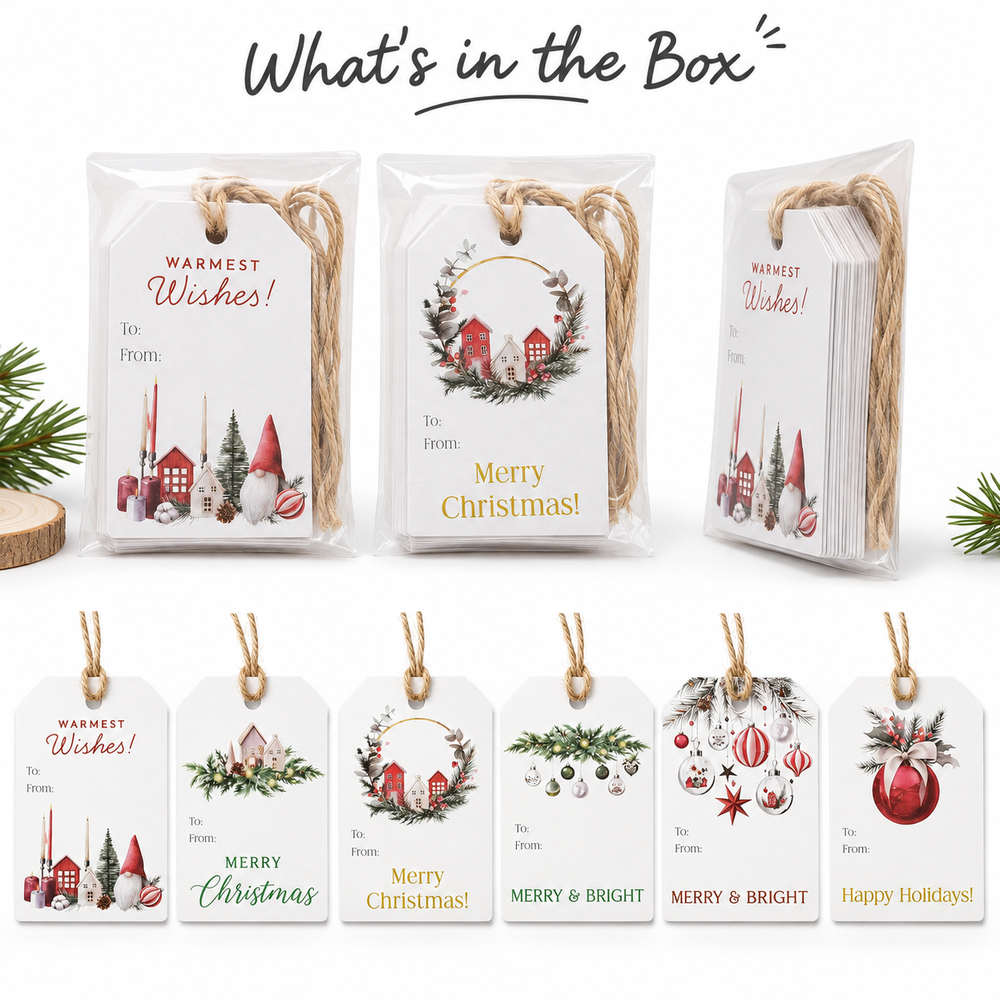 What's in the Box
WARMEST
Wishes!
To:
From:
To:
From:
Merry
Christmas!
WARMEST
Wishes!
To:
From:
WARMEST
Wishes!
To:
From:
To:
From:
MERRY
Christmas
To:
From:
Merry
Christmas!
To:
From:
MERRY & BRIGHT
To:
From:
MERRY & BRIGHT
To:
From:
Happy Holidays!